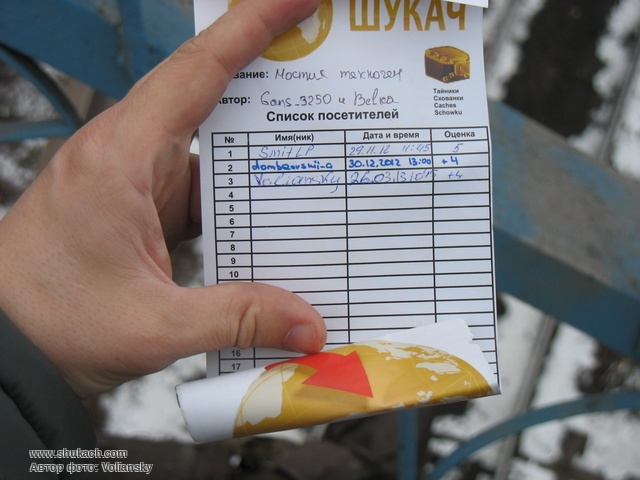 ШУКАЧ
звание: Мостик техноген
Автор: Gans_3250 и Belka
Тайники
Схованки
Caches
Schowku
Список посетителей
№ Имя(ник) Дата и время Оценка
1 SmitLP 29.11.12 11:45 5
2 dombrowskiy-a 30.12.2012 13:00 +4
3 Voliansky 26.03.13 +4
4
5
6
7
8
9
10
16
17
www.shukach.com
Автор фото: Voliansky